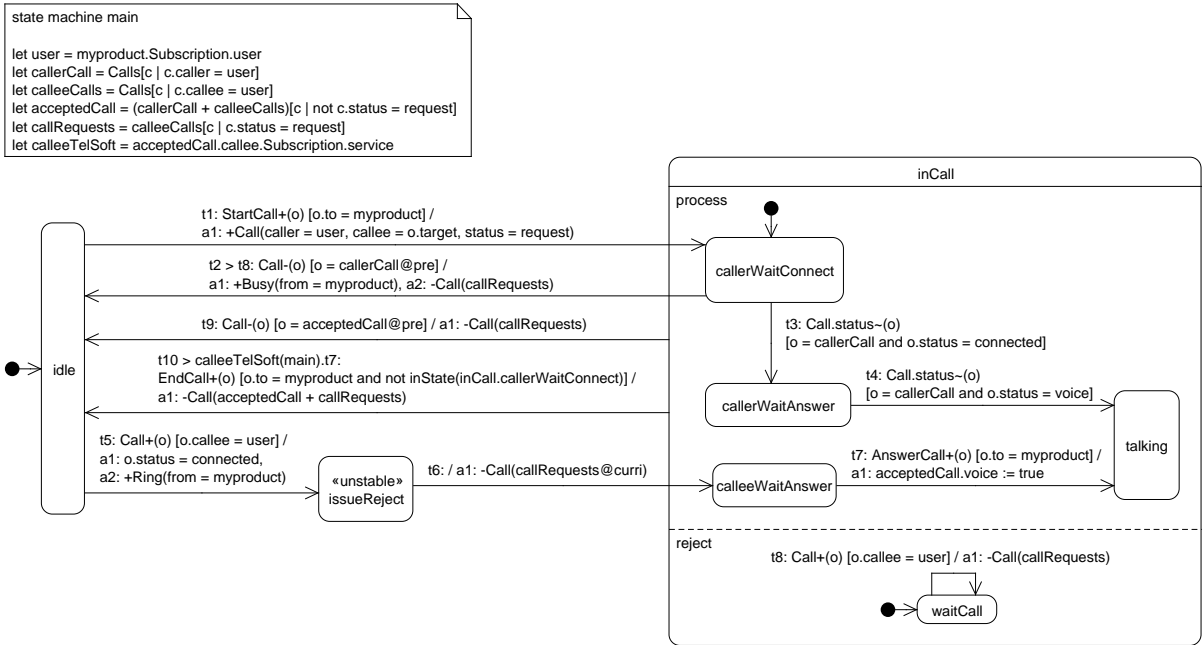 state machine main
let user = myproduct.Subscription.user
let callerCall = Calls[c | c.caller = user]
let calleeCalls = Calls[c | c.callee = user]
let acceptedCall = (callerCall + calleeCalls)[c | not c.status = request]
let callRequests = calleeCalls[c | c.status = request]
let calleeTelSoft = acceptedCall.callee.Subscription.service
inCall
process
t1: StartCall+(o) [o.to = myproduct] /
a1: +Call(caller = user, callee = o.target, status = request)
callerWaitConnect
t2 > t8: Call-(o) [o = callerCall@pre] /
a1: +Busy(from = myproduct), a2: -Call(callRequests)
t9: Call-(o) [o = acceptedCall@pre] / a1: -Call(callRequests)
t3: Call.status~(o)
[o = callerCall and o.status = connected]
idle
t10 > calleeTelSoft(main).t7:
EndCall+(o) [o.to = myproduct and not inState(inCall.callerWaitConnect)] /
a1: -Call(acceptedCall + callRequests)
callerWaitAnswer
t4: Call.status~(o)
[o = callerCall and o.status = voice]
talking
t5: Call+(o) [o.callee = user] /
a1: o.status = connected,
a2: +Ring(from = myproduct)
«unstable»
issueReject
t6: / a1: -Call(callRequests@curri)
calleeWaitAnswer
t7: AnswerCall+(o) [o.to = myproduct] /
a1: acceptedCall.voice := true
reject
t8: Call+(o) [o.callee = user] / a1: -Call(callRequests)
waitCall